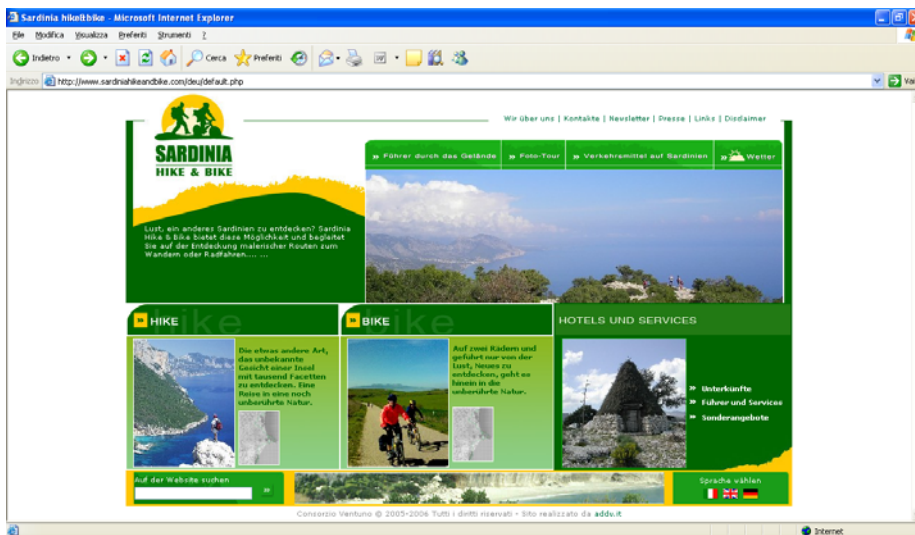 Sardinia hike&bike - Microsoft Internet Explorer
File Modifica Visualizza Preferiti Strumenti ?
Indietro Cerca Preferiti
Indirizzo http://www.sardiniahikeandbike.com/deu/default.php Vai
Wir über uns | Kontakte | Newsletter | Presse | Links | Disclaimer
SARDINIA
HIKE & BIKE
» Führer durch das Gelände » Foto-Tour » Verkehrsmittel auf Sardinien » Wetter
Lust, ein anderes Sardinien zu entdecken? Sardinia
Hike & Bike bietet diese Möglichkeit und begleitet
Sie auf der Entdeckung malerischer Routen zum
Wandern oder Radfahren.... ...
» HIKE hike
Die etwas andere Art,
das unbekannte
Gesicht einer Insel
mit tausend Facetten
zu entdecken. Eine
Reise in eine noch
unberührte Natur.
» BIKE bike
Auf zwei Rädern und
geführt nur von der
Lust, Neues zu
entdecken, geht es
hinein in die
unberührte Natur.
HOTELS UND SERVICES
» Unterkünfte
» Führer und Services
» Sonderangebote
Auf der Website suchen
»
Sprache wählen
Consorzio Ventuno @ 2005-2006 Tutti i diritti riservati - Sito realizzato da addv.it
Internet